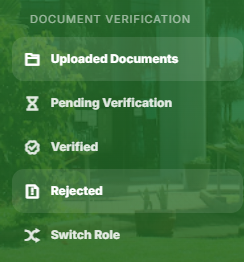 DOCUMENT VERIFICATION
Uploaded Documents
Pending Verification
Verified
Rejected
Switch Role